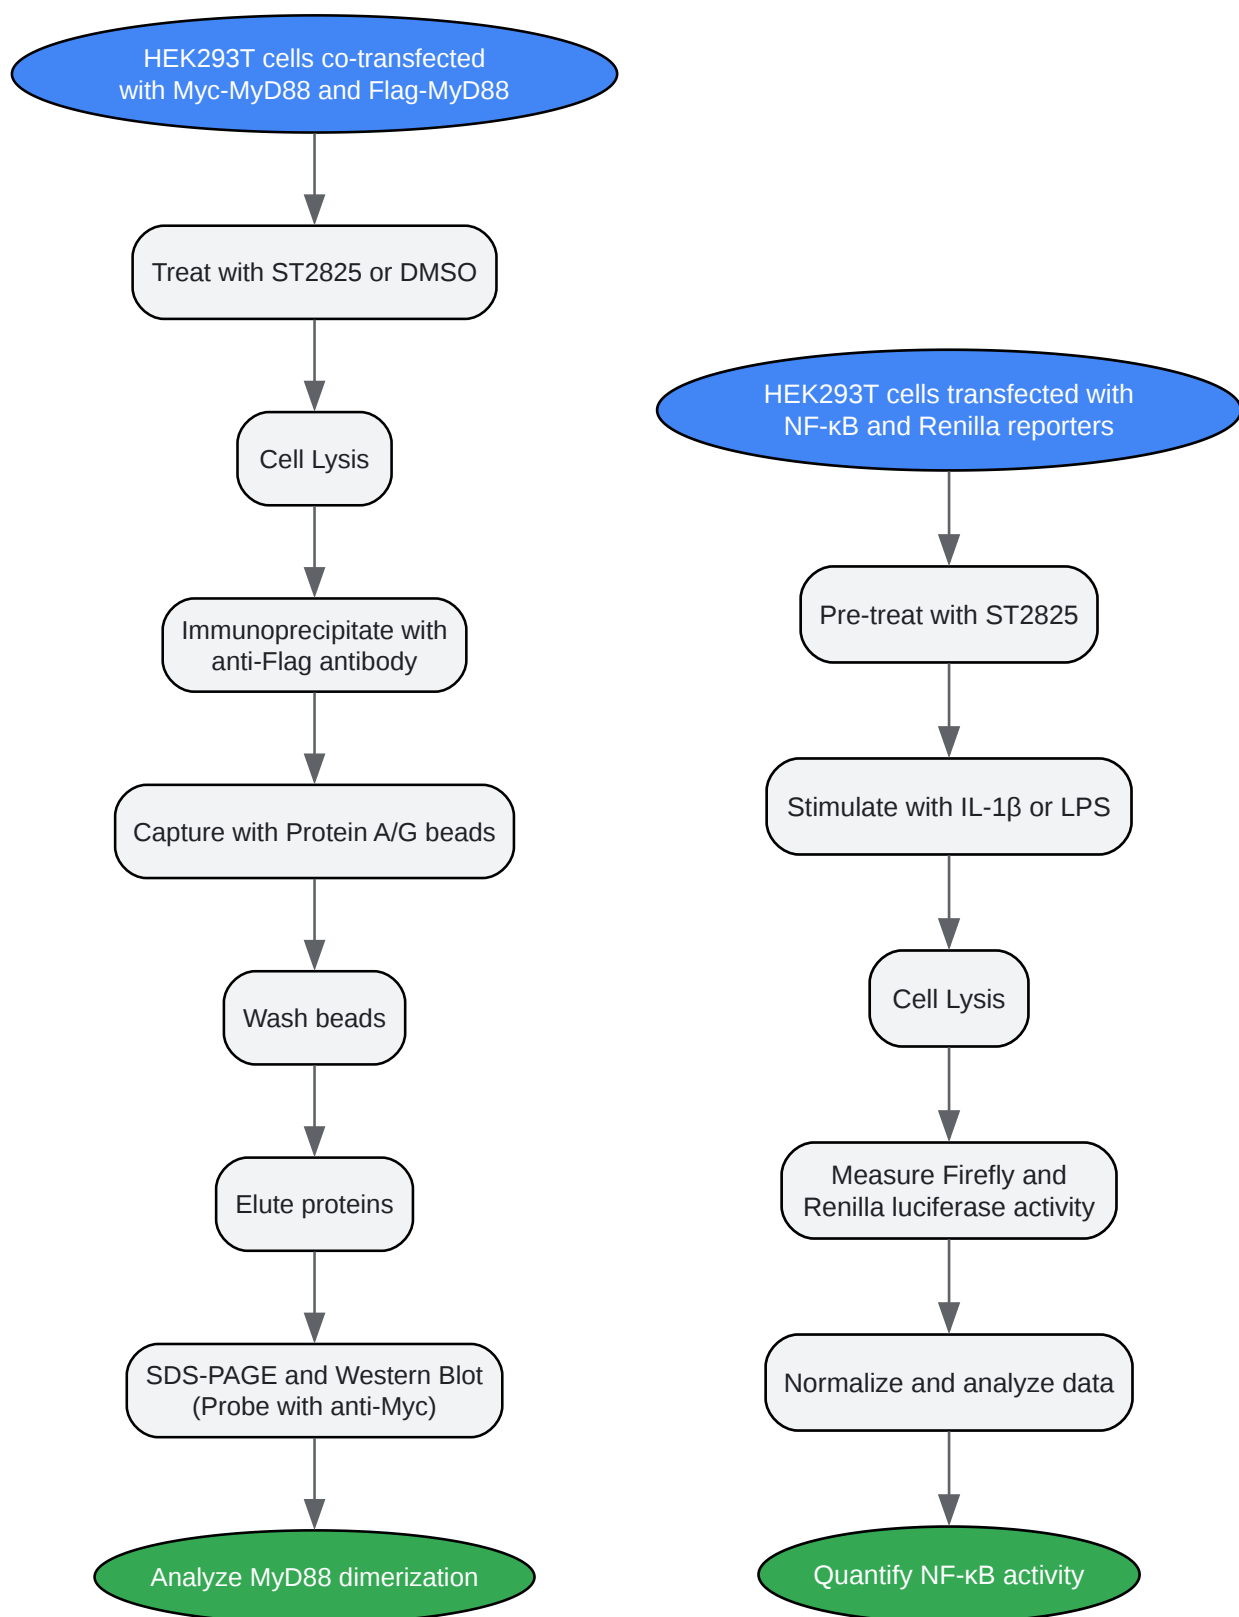 HEK293T cells co-transfected
with Myc-MyD88 and Flag-MyD88
Treat with ST2825 or DMSO
Cell Lysis
Immunoprecipitate with
anti-Flag antibody
Capture with Protein A/G beads
Wash beads
Elute proteins
SDS-PAGE and Western Blot
(Probe with anti-Myc)
Analyze MyD88 dimerization
HEK293T cells transfected with
NF-κB and Renilla reporters
Pre-treat with ST2825
Stimulate with IL-1β or LPS
Cell Lysis
Measure Firefly and
Renilla luciferase activity
Normalize and analyze data
Quantify NF-κB activity